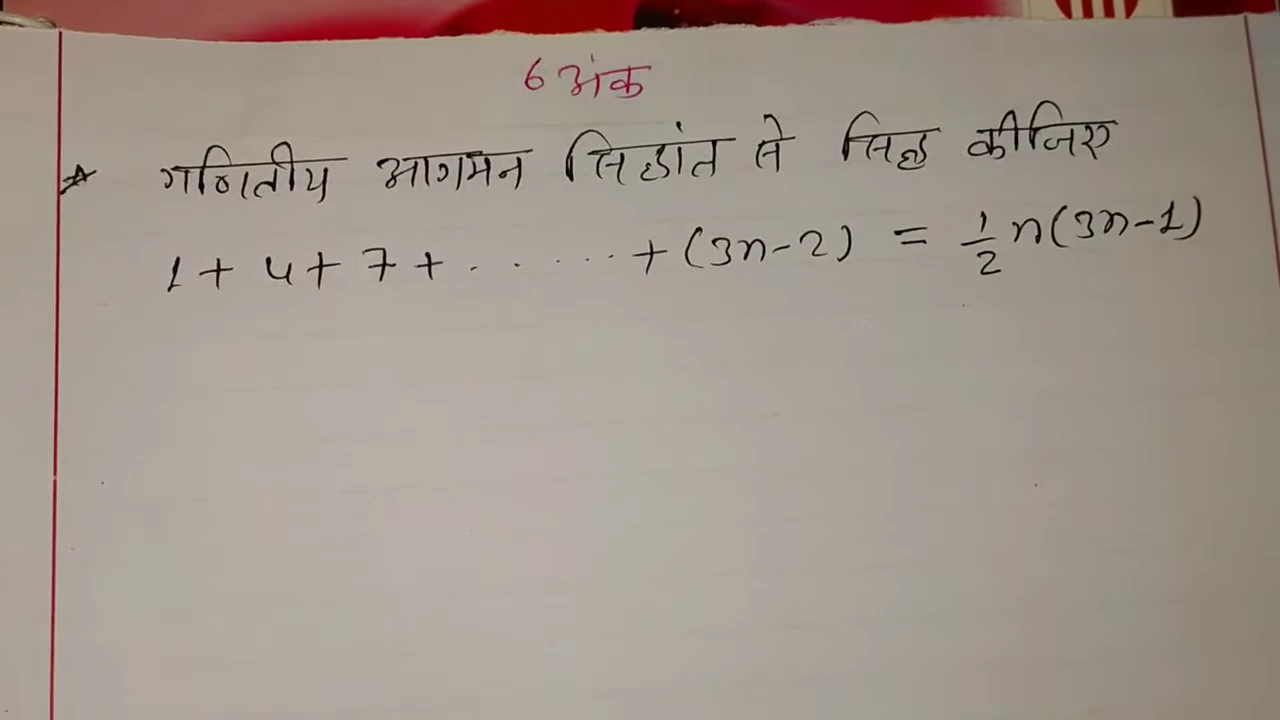 6 अंक
* गणितीय आगमन सिद्धांत से सिद्ध कीजिए
1 + 4 + 7 + . . . . . . + (3n-2) = 1/2 n(3n-1)